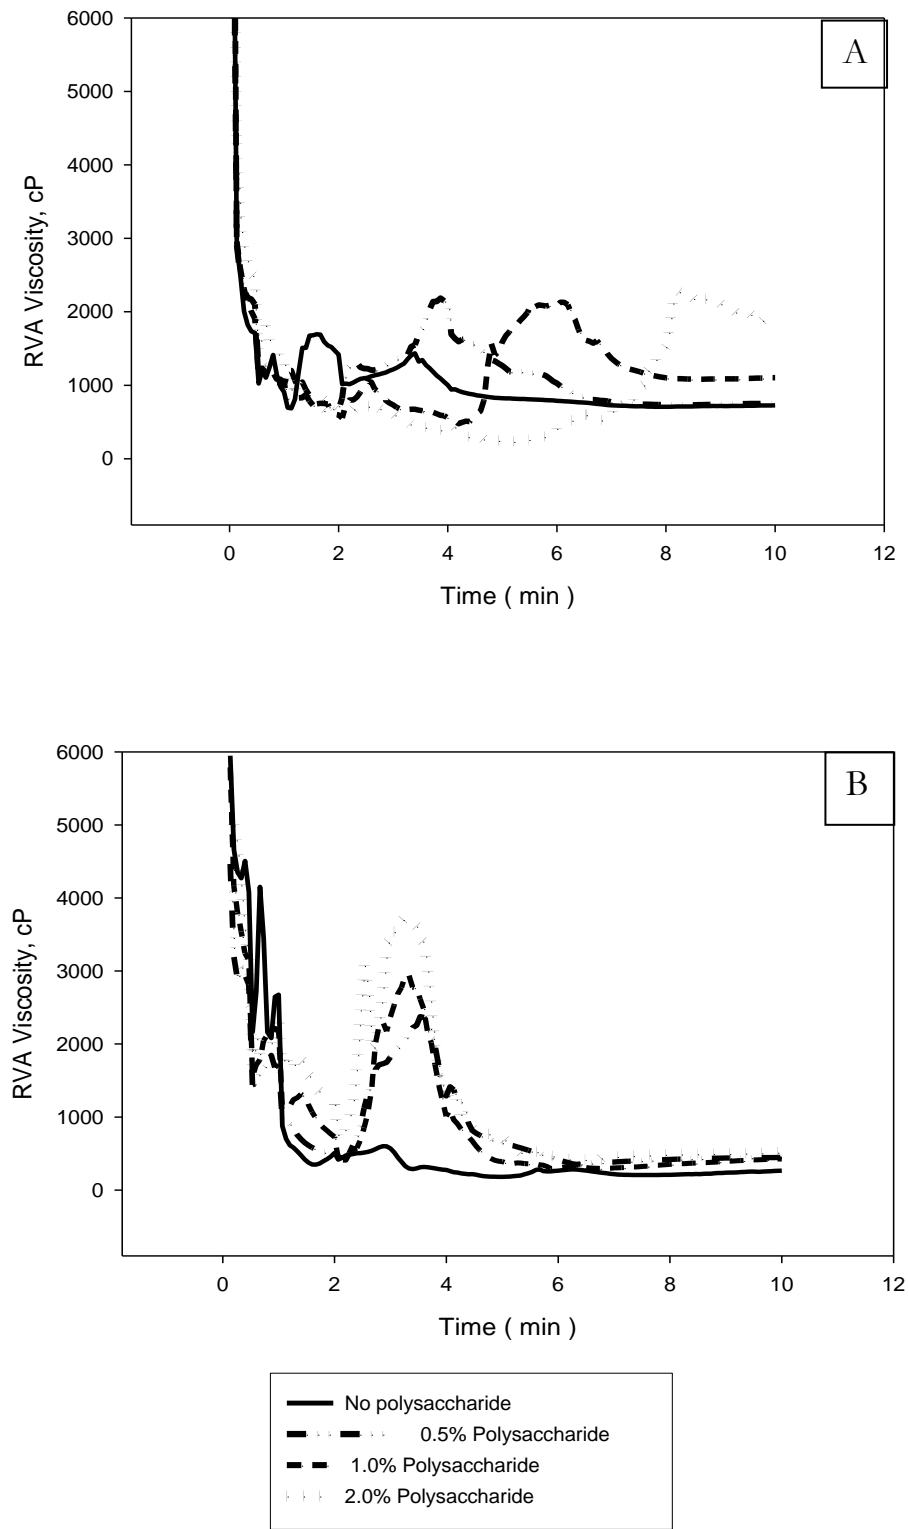 A
6000
5000
4000
3000
2000
1000
0
RVA Viscosity, cP
0 2 4 6 8 10 12
Time ( min )
B
6000
5000
4000
3000
2000
1000
0
RVA Viscosity, cP
0 2 4 6 8 10 12
Time ( min )
No polysaccharide
0.5% Polysaccharide
1.0% Polysaccharide
2.0% Polysaccharide